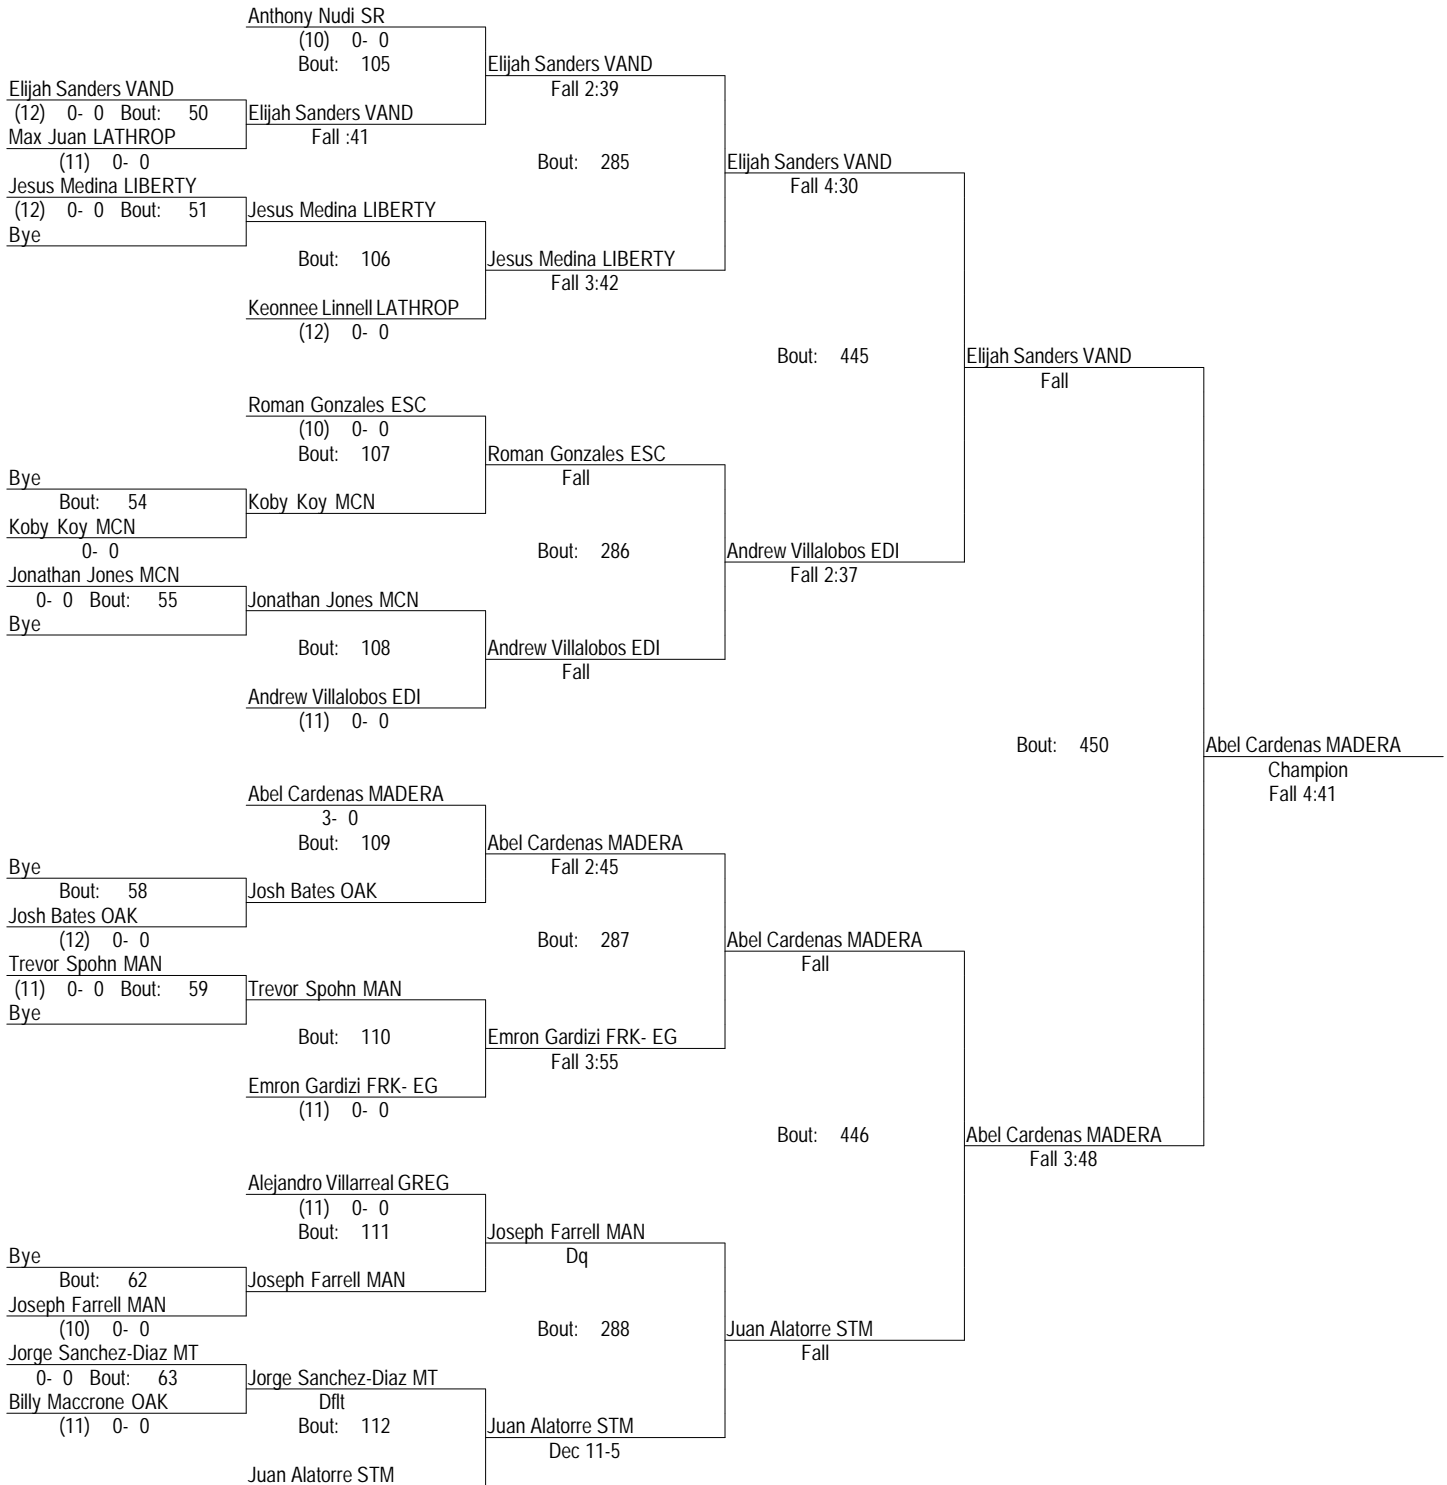 Anthony Nudi SR
(10) 0- 0
Bout: 105
Elijah Sanders VAND
Fall 2:39
Elijah Sanders VAND
(12) 0- 0 Bout: 50
Elijah Sanders VAND
Max Juan LATHROP
Fall :41
(11) 0- 0
Bout: 285
Elijah Sanders VAND
Jesus Medina LIBERTY
Fall 4:30
(12) 0- 0 Bout: 51
Jesus Medina LIBERTY
Bye
Bout: 106
Jesus Medina LIBERTY
Fall 3:42
Keonnee Linnell LATHROP
(12) 0- 0
Bout: 445
Elijah Sanders VAND
Fall
Roman Gonzales ESC
(10) 0- 0
Bout: 107
Roman Gonzales ESC
Bye
Fall
Bout: 54
Koby Koy MCN
Koby Koy MCN
0- 0
Bout: 286
Andrew Villalobos EDI
Jonathan Jones MCN
Fall 2:37
0- 0 Bout: 55
Jonathan Jones MCN
Bye
Bout: 108
Andrew Villalobos EDI
Fall
Andrew Villalobos EDI
(11) 0- 0
Bout: 450
Abel Cardenas MADERA
Champion
Fall 4:41
Abel Cardenas MADERA
3- 0
Bout: 109
Abel Cardenas MADERA
Bye
Fall 2:45
Bout: 58
Josh Bates OAK
Josh Bates OAK
(12) 0- 0
Bout: 287
Abel Cardenas MADERA
Trevor Spohn MAN
Fall
(11) 0- 0 Bout: 59
Trevor Spohn MAN
Bye
Bout: 110
Emron Gardizi FRK- EG
Fall 3:55
Emron Gardizi FRK- EG
(11) 0- 0
Bout: 446
Abel Cardenas MADERA
Fall 3:48
Alejandro Villarreal GREG
(11) 0- 0
Bout: 111
Joseph Farrell MAN
Bye
Dq
Bout: 62
Joseph Farrell MAN
Joseph Farrell MAN
(10) 0- 0
Bout: 288
Juan Alatorre STM
Jorge Sanchez-Diaz MT
Fall
0- 0 Bout: 63
Jorge Sanchez-Diaz MT
Billy Maccrone OAK
Dflt
(11) 0- 0
Bout: 112
Juan Alatorre STM
Dec 11-5
Juan Alatorre STM